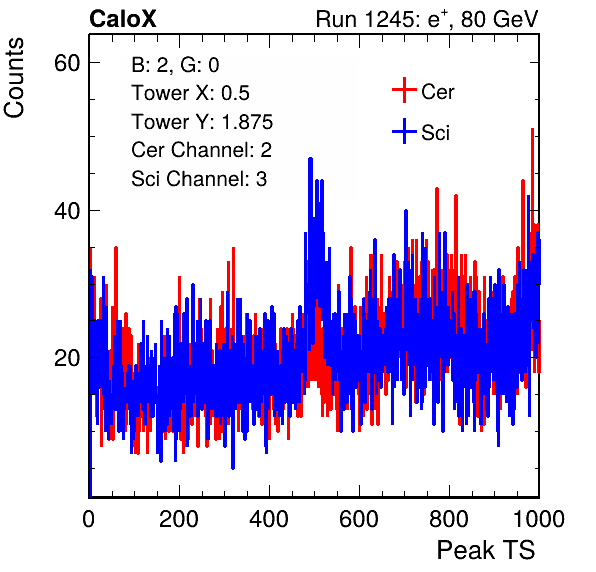 CaloX
Run 1245: e⁺, 80 GeV
Counts
B: 2, G: 0
Tower X: 0.5
Tower Y: 1.875
Cer Channel: 2
Sci Channel: 3
Cer
Sci
60
40
20
0 200 400 600 800 1000
Peak TS